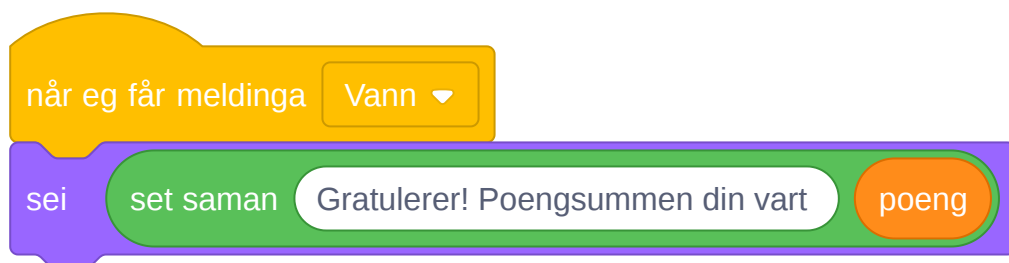 når eg får meldinga Vann
sei set saman Gratulerer! Poengsummen din vart poeng